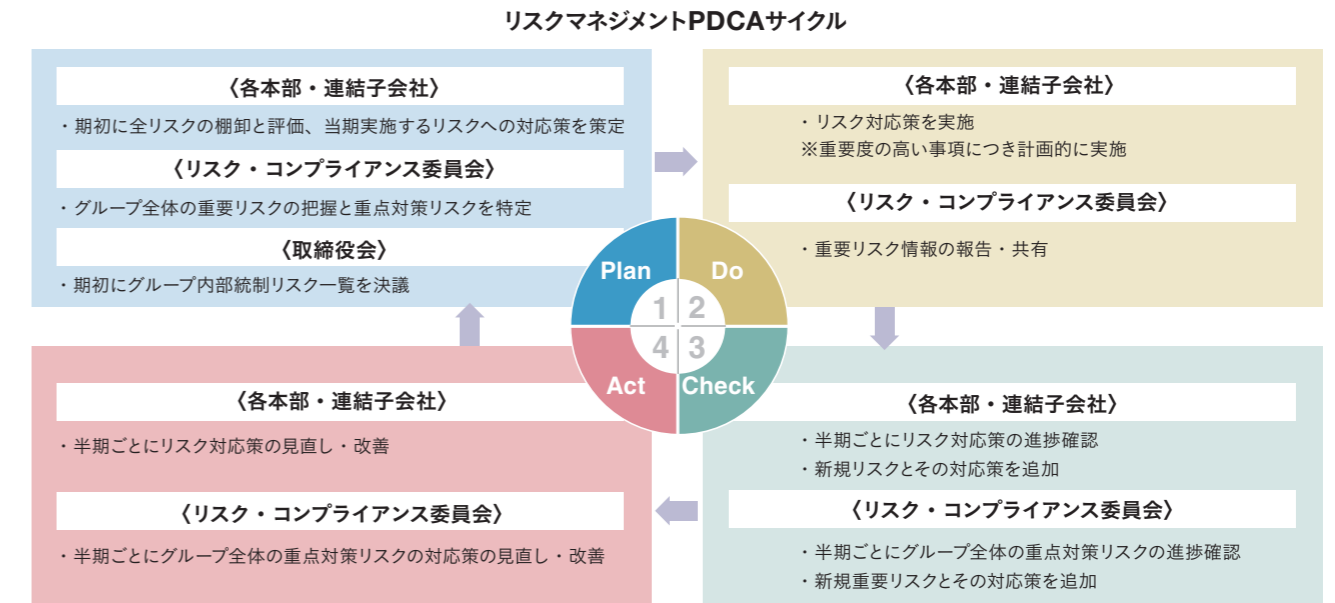 リスクマネジメントPDCAサイクル
〈各本部・連結子会社〉
・期初に全リスクの棚卸と評価、当期実施するリスクへの対応策を策定
〈リスク・コンプライアンス委員会〉
・グループ全体の重要リスクの把握と重点対策リスクを特定
〈取締役会〉
・期初にグループ内部統制リスク一覧を決議
〈各本部・連結子会社〉
・リスク対応策を実施
※重要度の高い事項につき計画的に実施
〈リスク・コンプライアンス委員会〉
・重要リスク情報の報告・共有
Plan
Do
1
2
4
3
Act
Check
〈各本部・連結子会社〉
・半期ごとにリスク対応策の進捗確認
・新規リスクとその対応策を追加
〈リスク・コンプライアンス委員会〉
・半期ごとにグループ全体の重点対策リスクの進捗確認
・新規重要リスクとその対応策を追加
〈各本部・連結子会社〉
・半期ごとにリスク対応策の見直し・改善
〈リスク・コンプライアンス委員会〉
・半期ごとにグループ全体の重点対策リスクの対応策の見直し・改善